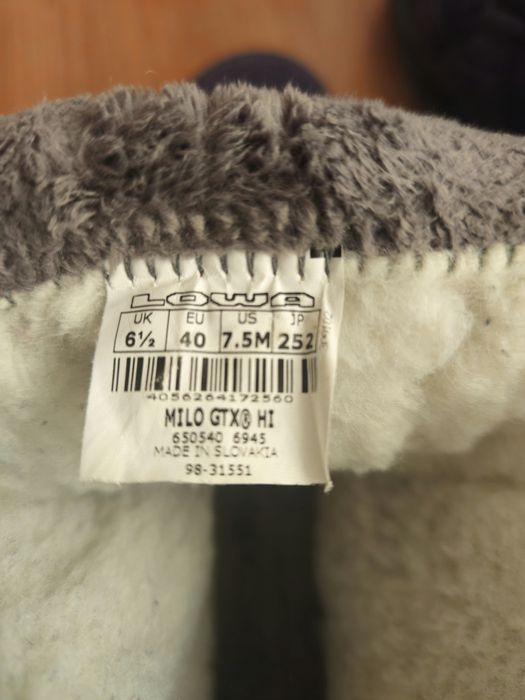 LOWA
UK EU US JP
6½ 40 7.5M 252
4056264172560
MILO GTX® HI
650540 6945
MADE IN SLOVAKIA
98-31551